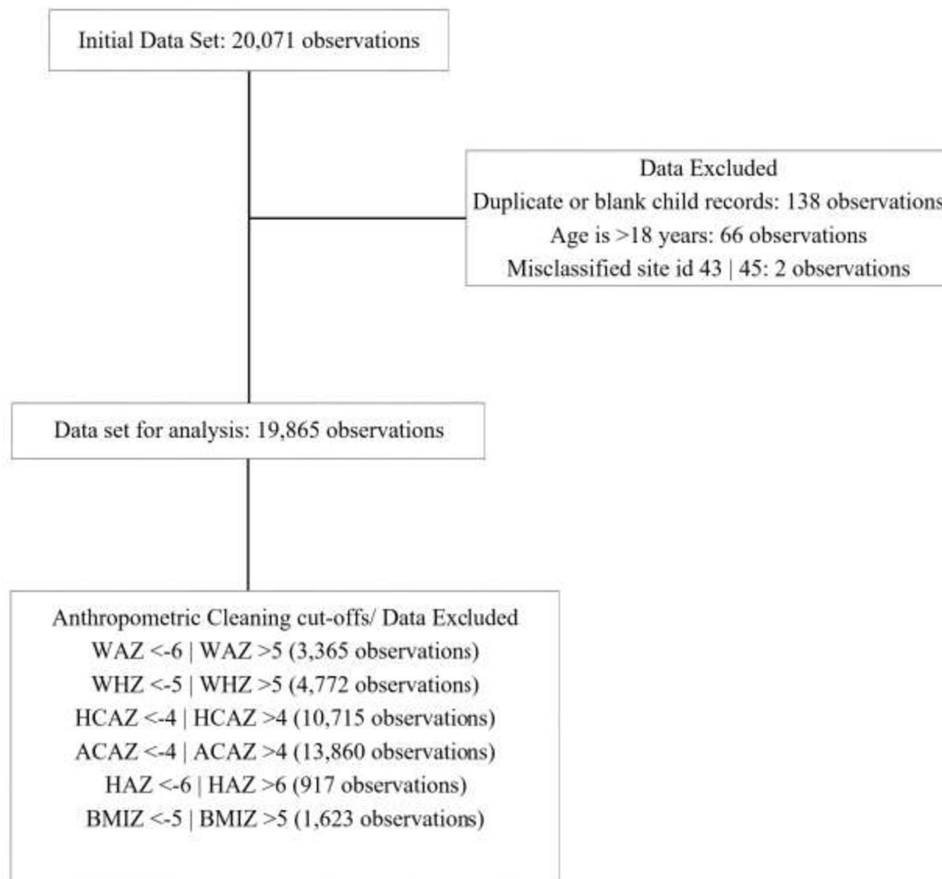 Initial Data Set: 20,071 observations
Data Excluded
Duplicate or blank child records: 138 observations
Age is >18 years: 66 observations
Misclassified site id 43 | 45: 2 observations
Data set for analysis: 19,865 observations
Anthropometric Cleaning cut-offs/ Data Excluded
WAZ <-6 | WAZ >5 (3,365 observations)
WHZ <-5 | WHZ >5 (4,772 observations)
HCAZ <-4 | HCAZ >4 (10,715 observations)
ACAZ <-4 | ACAZ >4 (13,860 observations)
HAZ <-6 | HAZ >6 (917 observations)
BMIZ <-5 | BMIZ >5 (1,623 observations)